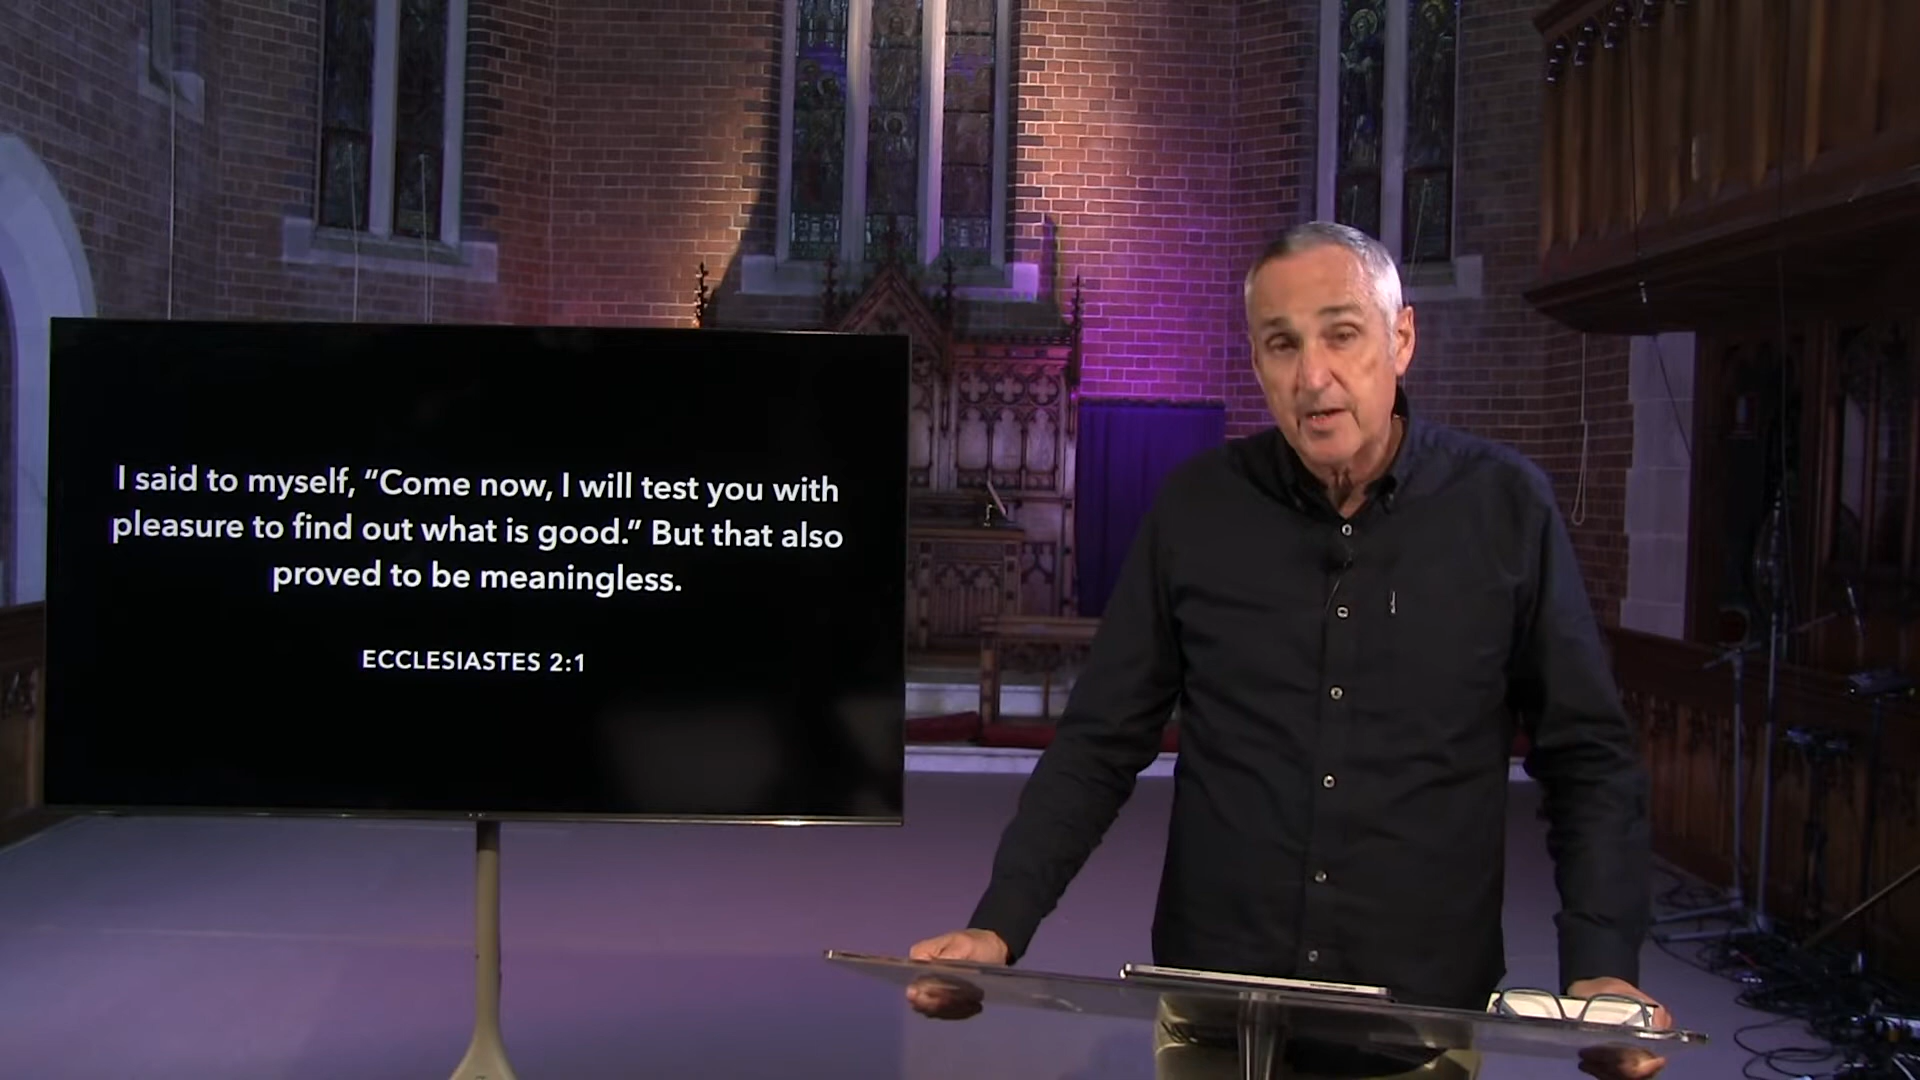 I said to myself, “Come now, I will test you with
pleasure to find out what is good.” But that also
proved to be meaningless.
ECCLESIASTES 2:1